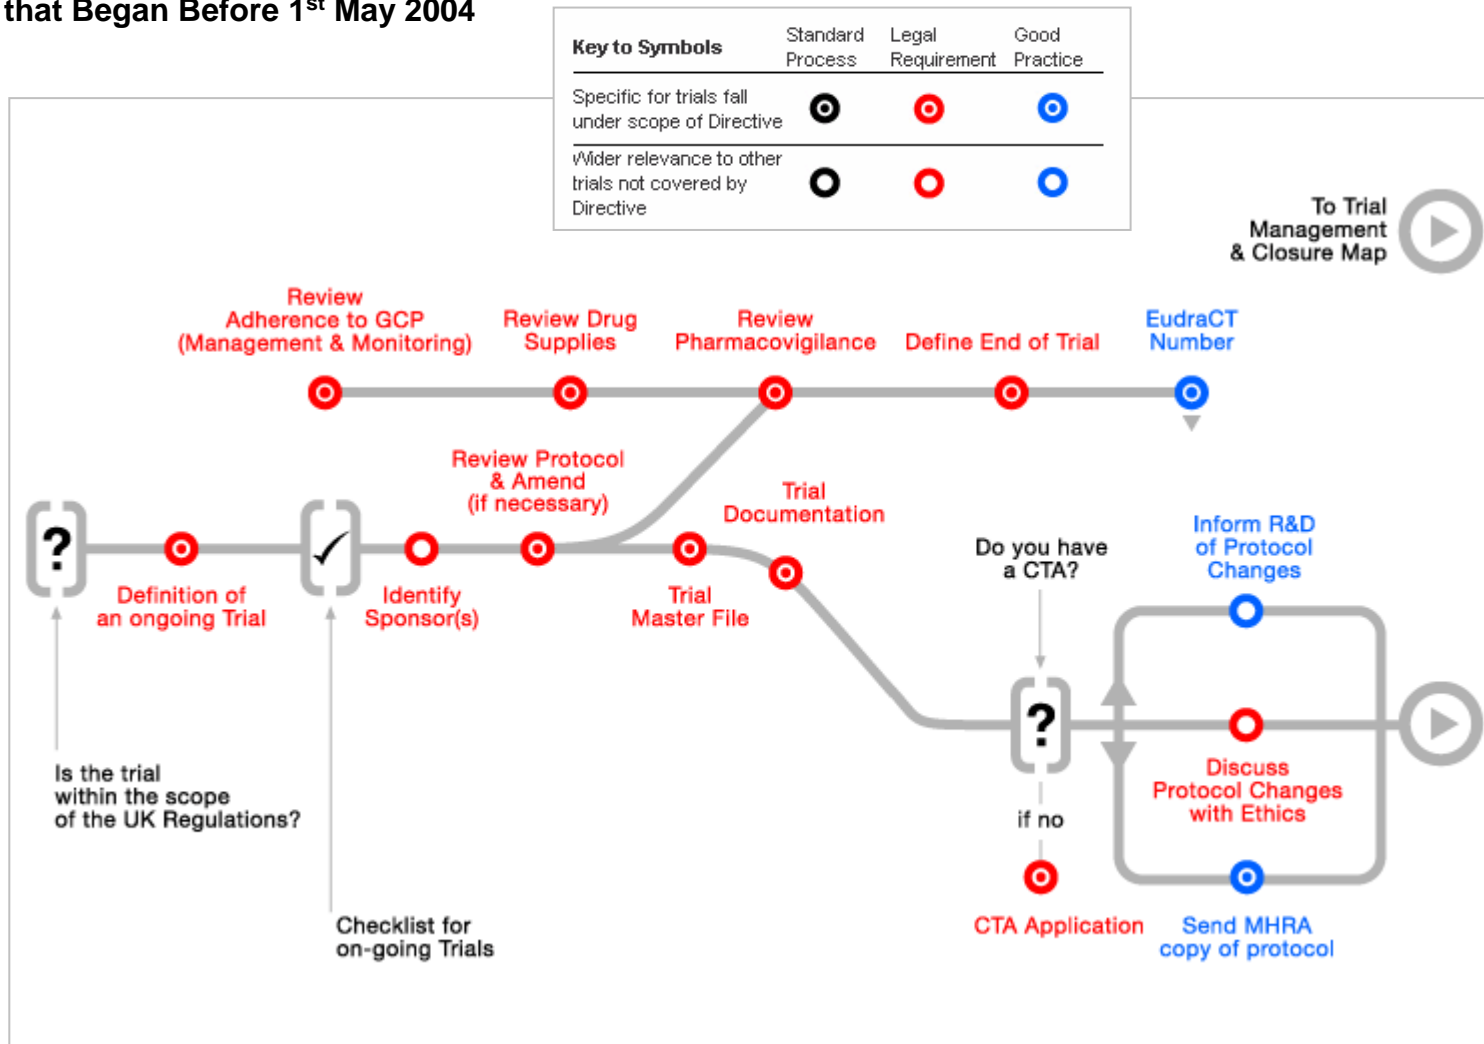 that Began Before 1st May 2004
Key to Symbols
Standard
Process
Legal
Requirement
Good
Practice
Specific for trials fall
under scope of Directive
Wider relevance to other
trials not covered by
Directive
To Trial
Management
& Closure Map
Review
Adherence to GCP
(Management & Monitoring)
Review Drug
Supplies
Review
Pharmacovigilance
Define End of Trial
EudraCT
Number
Review Protocol
& Amend
(if necessary)
Trial
Documentation
?
Definition of
an ongoing Trial
Identify
Sponsor(s)
Trial
Master File
Do you have
a CTA?
Inform R&D
of Protocol
Changes
?
Is the trial
within the scope
of the UK Regulations?
Discuss
Protocol Changes
with Ethics
if no
Checklist for
on-going Trials
CTA Application
Send MHRA
copy of protocol